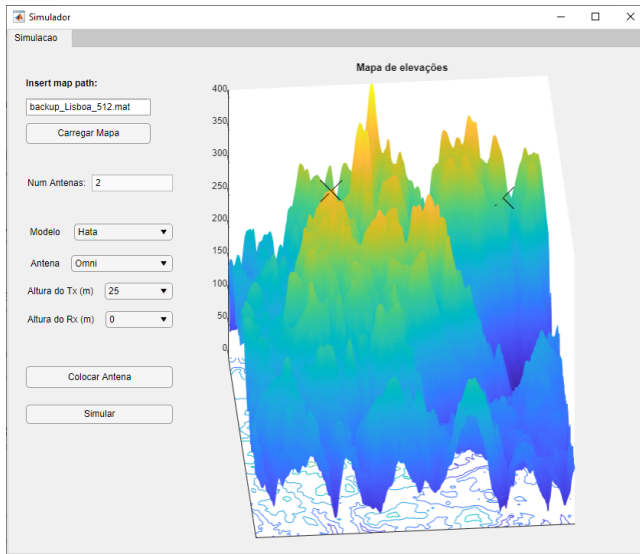 Simulador
Simulacao
Insert map path:
backup_Lisboa_512.mat
Carregar Mapa
Num Antenas: 2
Modelo Hata
Antena Omni
Altura do Tx (m) 25
Altura do Rx (m) 0
Colocar Antena
Simular
Mapa de elevações
400
350
300
250
200
150
100
50
0